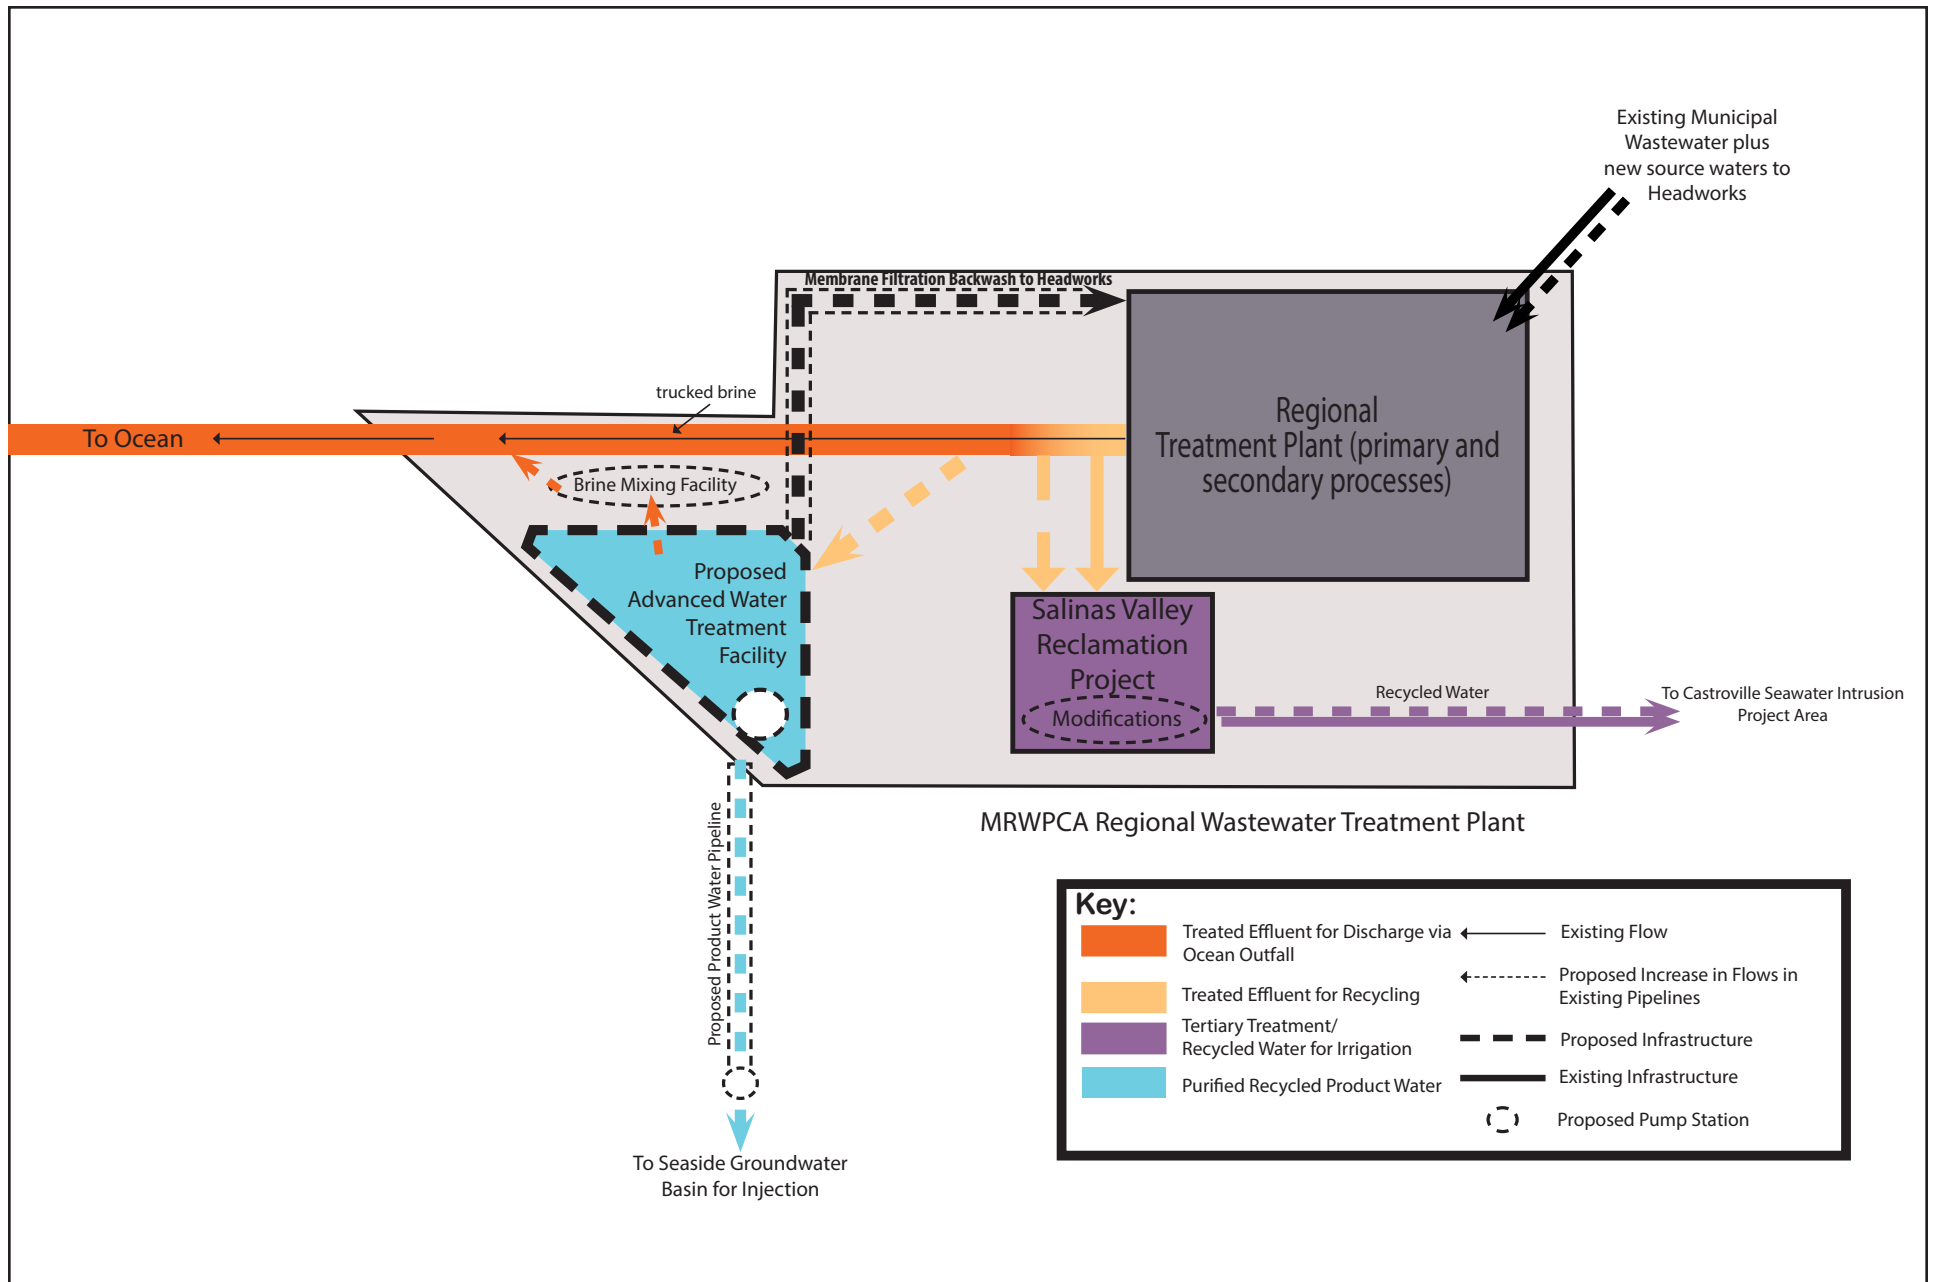 Existing Municipal
Wastewater plus
new source waters to
Headworks
Membrane Filtration Backwash to Headworks
trucked brine
To Ocean
Regional
Treatment Plant (primary and
secondary processes)
Brine Mixing Facility
Proposed
Advanced Water
Treatment
Facility
Salinas Valley
Reclamation
Project
Modifications
Recycled Water
To Castroville Seawater Intrusion
Project Area
Proposed Product Water Pipeline
MRWPCA Regional Wastewater Treatment Plant
To Seaside Groundwater
Basin for Injection
Key:
Treated Effluent for Discharge via
Ocean Outfall
Treated Effluent for Recycling
Tertiary Treatment/
Recycled Water for Irrigation
Purified Recycled Product Water
Existing Flow
Proposed Increase in Flows in
Existing Pipelines
Proposed Infrastructure
Existing Infrastructure
Proposed Pump Station